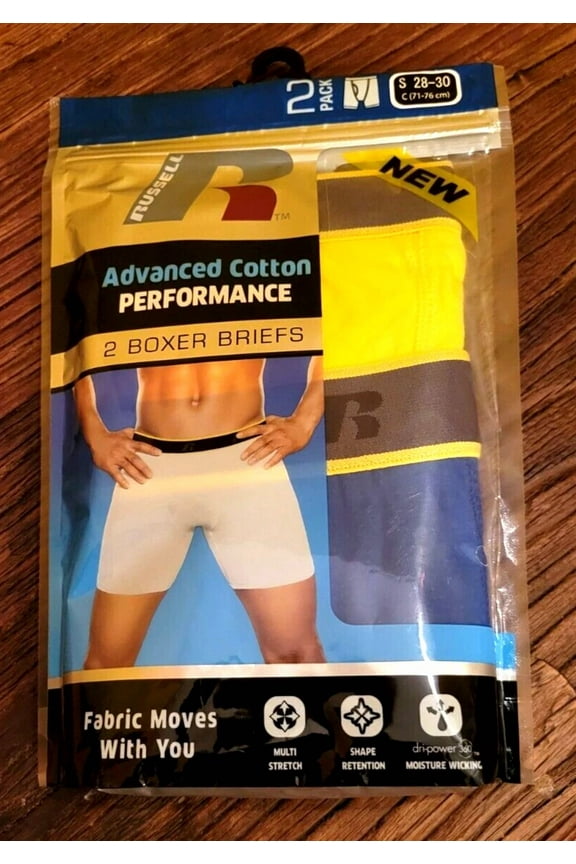 2
PACK
S 28-30
C (71-76 cm)
RUSSELL
R
TM
NEW
Advanced Cotton
PERFORMANCE
2 BOXER BRIEFS
R
Fabric Moves
With You
MULTI
STRETCH
SHAPE
RETENTION
dri-power 360 TM
MOISTURE WICKING